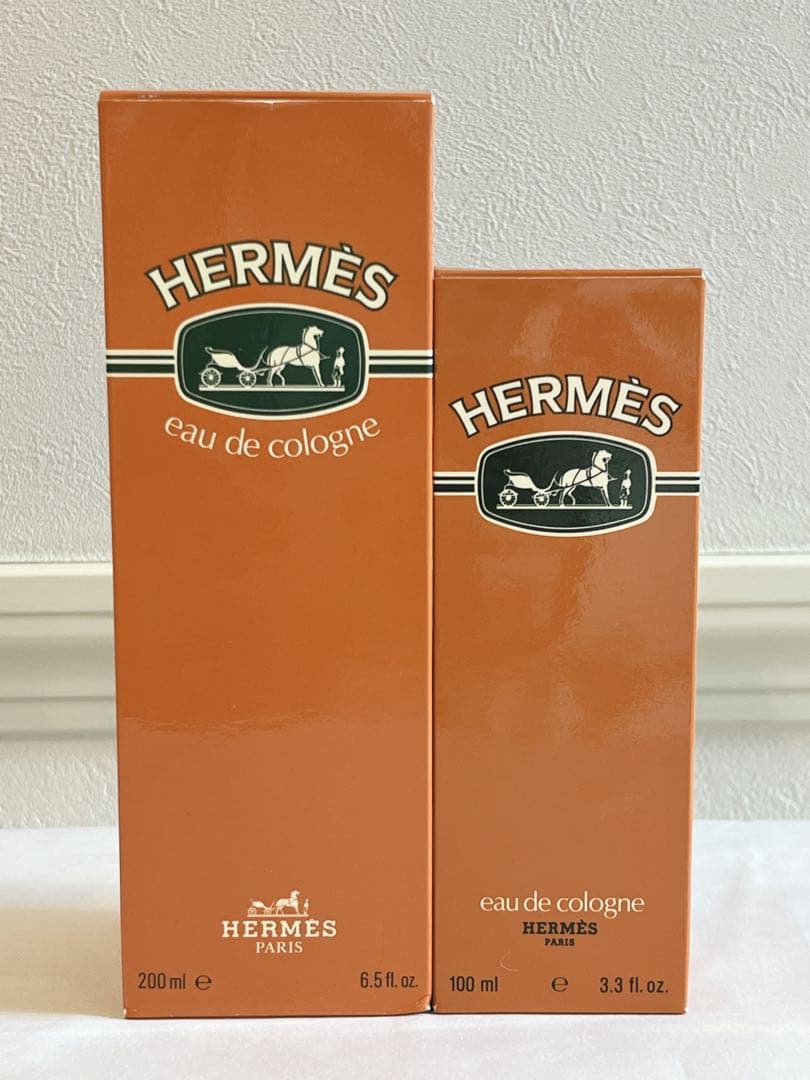 HERMÈS
eau de cologne
HERMÈS
PARIS
200 ml e 6.5 fl. oz.
HERMÈS
eau de cologne
HERMÈS
PARIS
100 ml e 3.3 fl. oz.